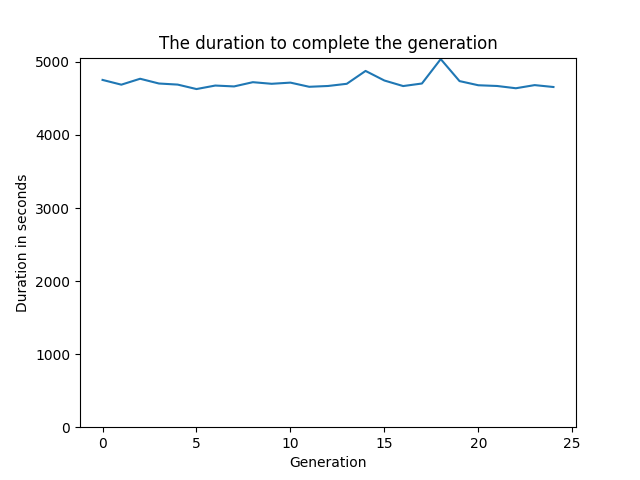 The duration to complete the generation
5000
4000
3000
2000
1000
0
Duration in seconds
0 5 10 15 20 25
Generation